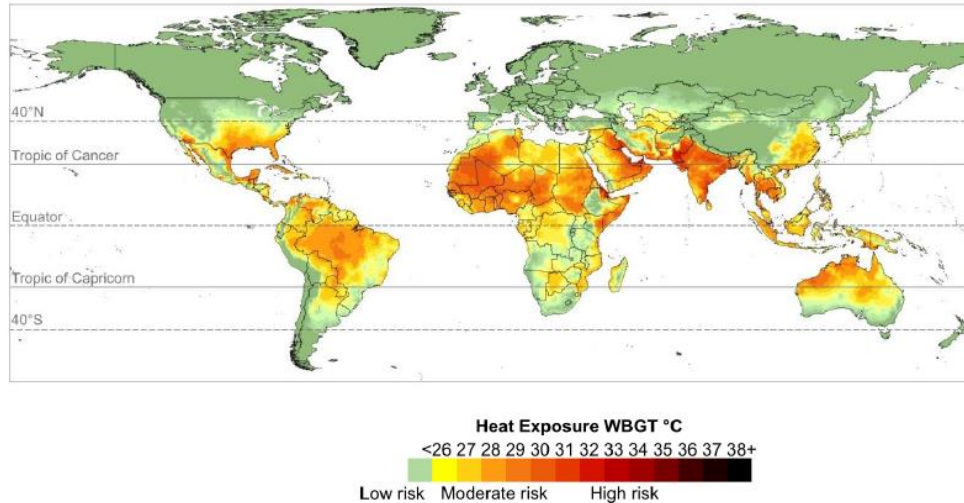 40°N
Tropic of Cancer
Equator
Tropic of Capricorn
40°S
Heat Exposure WBGT °C
<26 27 28 29 30 31 32 33 34 35 36 37 38+
Low risk Moderate risk High risk